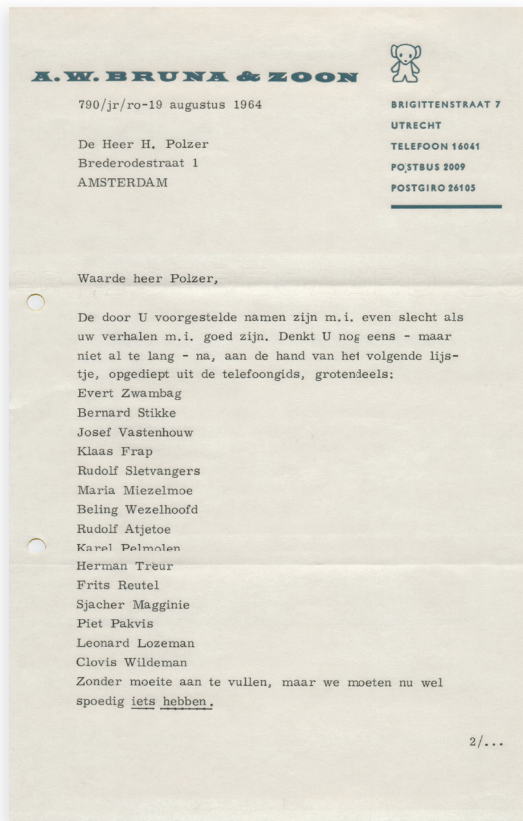 A.W. BRUNA & ZOON
790/jr/ro-19 augustus 1964
BRIGITTENSTRAAT 7
UTRECHT
TELEFOON 16041
POSTBUS 2009
POSTGIRO 26105
De Heer H. Polzer
Brederodestraat 1
AMSTERDAM
Waarde heer Polzer,
De door U voorgestelde namen zijn m.i. even slecht als
uw verhalen m.i. goed zijn. Denkt U nog eens - maar
niet al te lang - na, aan de hand van het volgende lijs-
tje, opgediept uit de telefoongids, grotendeels:
Evert Zwambag
Bernard Stikke
Josef Vastenhouw
Klaas Frap
Rudolf Sletvangers
Maria Miezelmoe
Beling Wezelhoofd
Rudolf Atjetoe
Karel Pelmolen
Herman Treur
Frits Reutel
Sjacher Magginie
Piet Pakvis
Leonard Lozeman
Clovis Wildeman
Zonder moeite aan te vullen, maar we moeten nu wel
spoedig iets hebben.
2/...